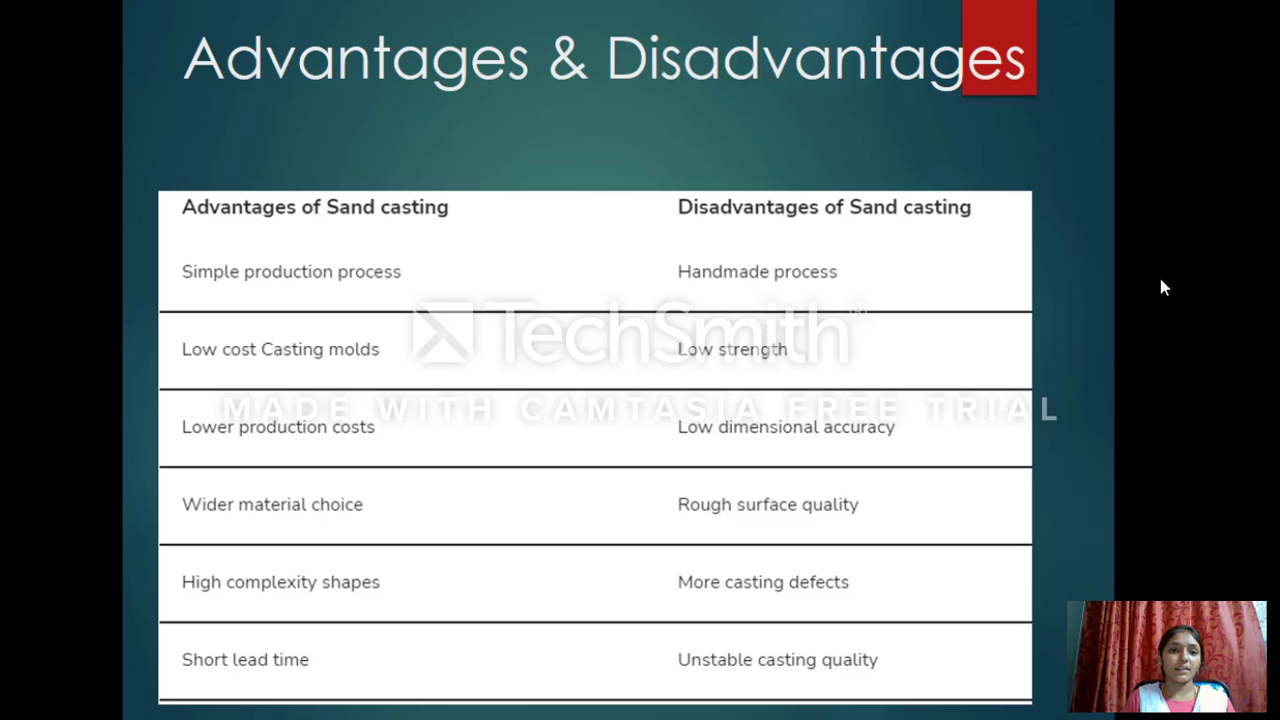 Advantages & Disadvantages
Advantages of Sand casting Disadvantages of Sand casting
Simple production process Handmade process
TechSmith®
Low cost Casting molds Low strength
MADE WITH CAMTASIA FREE TRIAL
Lower production costs Low dimensional accuracy
Wider material choice Rough surface quality
High complexity shapes More casting defects
Short lead time Unstable casting quality